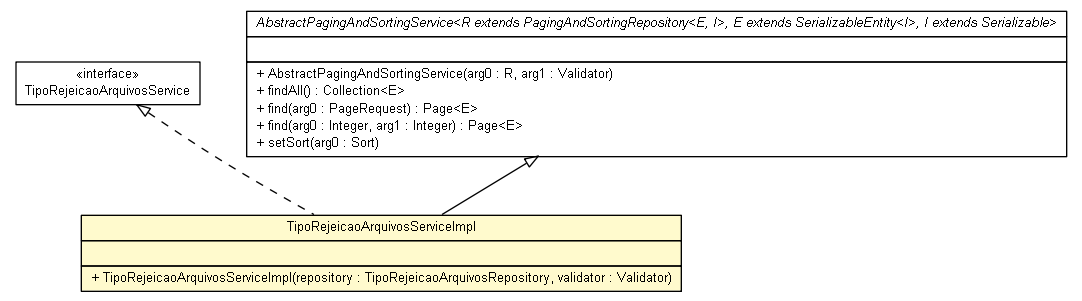 AbstractPagingAndSortingService<R extends PagingAndSortingRepository<E, I>, E extends SerializableEntity<I>, I extends Serializable>
+ AbstractPagingAndSortingService(arg0 : R, arg1 : Validator)
+ findAll() : Collection<E>
+ find(arg0 : PageRequest) : Page<E>
+ find(arg0 : Integer, arg1 : Integer) : Page<E>
+ setSort(arg0 : Sort)
«interface»
TipoRejeicaoArquivosService
TipoRejeicaoArquivosServiceImpl
+ TipoRejeicaoArquivosServiceImpl(repository : TipoRejeicaoArquivosRepository, validator : Validator)